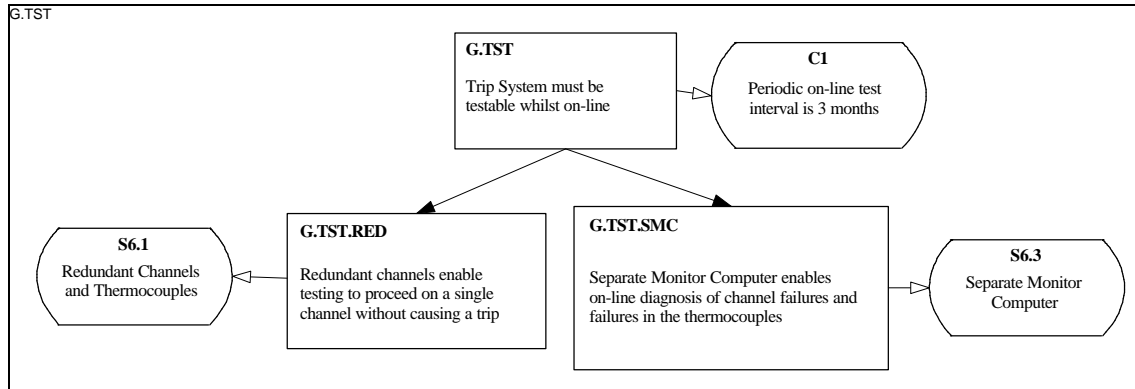 G.TST
G.TST
Trip System must be
testable whilst on-line
C1
Periodic on-line test
interval is 3 months
S6.1
Redundant Channels
and Thermocouples
G.TST.RED
Redundant channels enable
testing to proceed on a single
channel without causing a trip
G.TST.SMC
Separate Monitor Computer enables
on-line diagnosis of channel failures and
failures in the thermocouples
S6.3
Separate Monitor
Computer